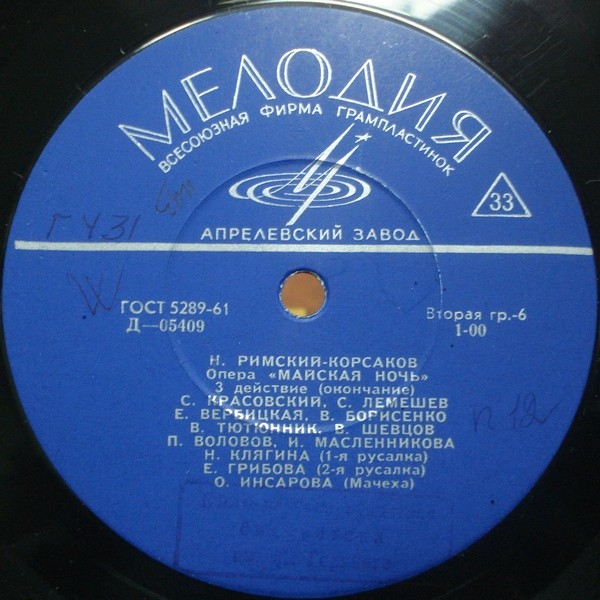 МЕЛОДИЯ
ВСЕСОЮЗНАЯ ФИРМА ГРАМПЛАСТИНОК
33
АПРЕЛЕВСКИЙ ЗАВОД
ГОСТ 5289-61
Д—05409
Вторая гр.-6
1-00
Н. РИМСКИЙ-КОРСАКОВ
Опера «МАЙСКАЯ НОЧЬ»
3 действие (окончание)
С. КРАСОВСКИЙ, С. ЛЕМЕШЕВ
Е. ВЕРБИЦКАЯ, В. БОРИСЕНКО
В. ТЮТЮННИК, В. ШЕВЦОВ
П. ВОЛОВОВ, И. МАСЛЕННИКОВА
Н. КЛЯГИНА (1-я русалка)
Е. ГРИБОВА (2-я русалка)
О. ИНСАРОВА (Мачеха)